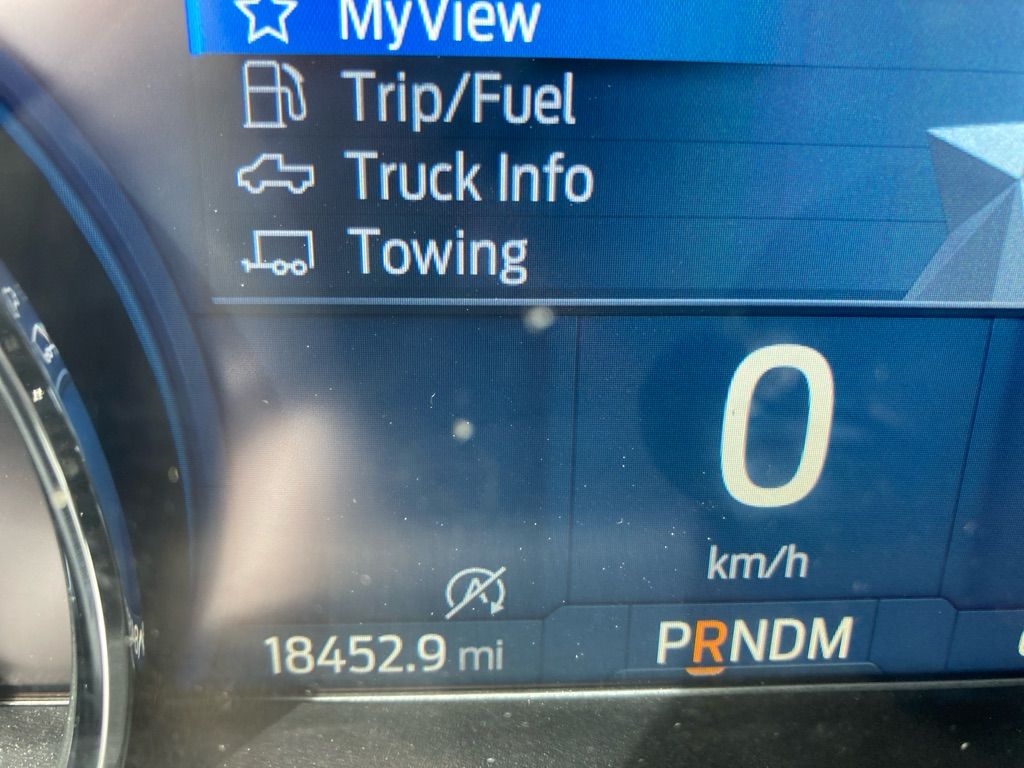 MyView
Trip/Fuel
Truck Info
Towing
0
km/h
A
18452.9 mi
PRNDM